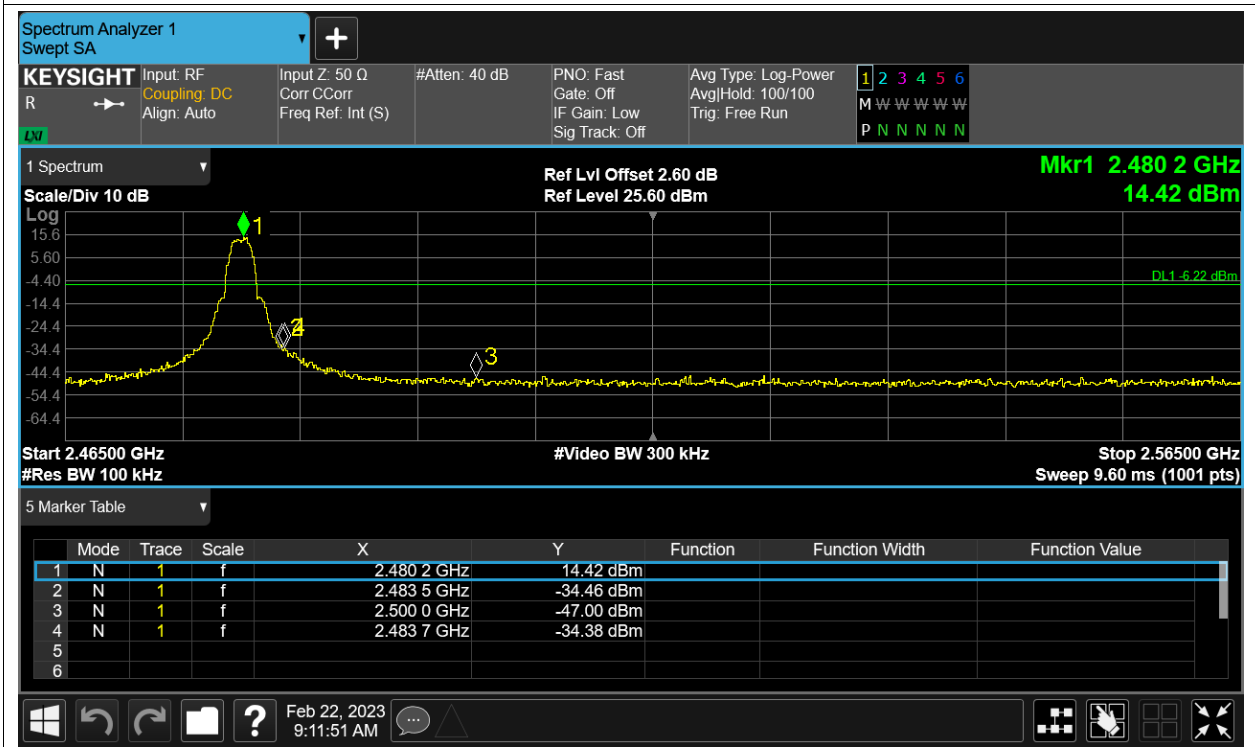 Spectrum Analyzer 1
Swept SA
KEYSIGHT Input: RF Input Z: 50 Ω #Atten: 40 dB PNO: Fast Avg Type: Log-Power 1 2 3 4 5 6
R Coupling: DC Corr CCorr Gate: Off Avg|Hold: 100/100 M W W W W W
Align: Auto Freq Ref: Int (S) IF Gain: Low Trig: Free Run
LXI Sig Track: Off P N N N N N
1 Spectrum Ref Lvl Offset 2.60 dB Mkr1 2.480 2 GHz
Scale/Div 10 dB Ref Level 25.60 dBm 14.42 dBm
Log
1
15.6
5.60
-4.40 DL1 -6.22 dBm
-14.4
-24.4 2 4
-34.4 3
-44.4
-54.4
-64.4
Start 2.46500 GHz #Video BW 300 kHz Stop 2.56500 GHz
#Res BW 100 kHz Sweep 9.60 ms (1001 pts)
5 Marker Table
Mode Trace Scale X Y Function Function Width Function Value
1 N 1 f 2.480 2 GHz 14.42 dBm
2 N 1 f 2.483 5 GHz -34.46 dBm
3 N 1 f 2.500 0 GHz -47.00 dBm
4 N 1 f 2.483 7 GHz -34.38 dBm
5
6
? Feb 22, 2023
9:11:51 AM